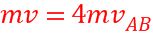 mv = 4mv_{AB}